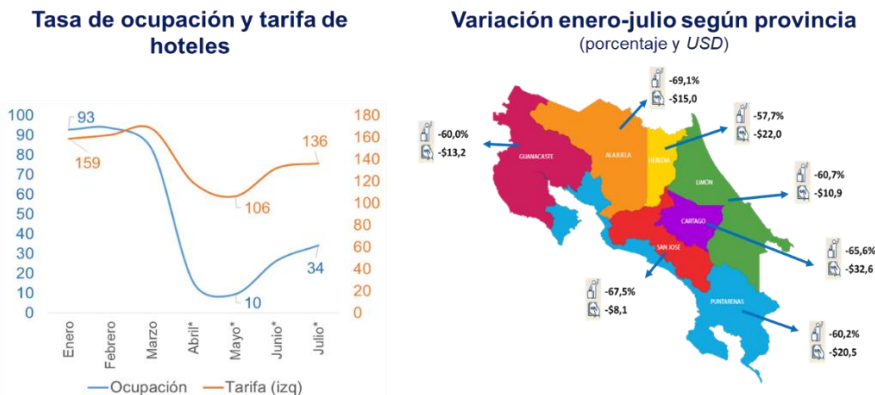 Tasa de ocupación y tarifa de
hoteles
100
90
80
70
60
50
40
30
20
10
0
93
159
106
10
136
34
180
160
140
120
100
80
60
40
20
0
Enero
Febrero
Marzo
Abril*
Mayo*
Junio*
Julio*
Ocupación
Tarifa (izq)
Variación enero-julio según provincia
(porcentaje y USD)
-69,1%
-$15,0
-57,7%
-$22,0
-60,0%
-$13,2
-60,7%
-$10,9
-65,6%
-$32,6
-67,5%
-$8,1
-60,2%
-$20,5
GUANACASTE
ALAJUELA
HEREDIA
LIMÓN
CARTAGO
SAN JOSÉ
PUNTARENAS